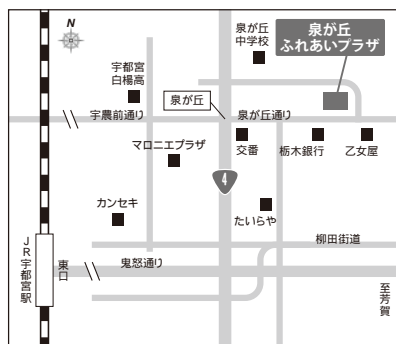 N
泉が丘
中学校
泉が丘
ふれあいプラザ
宇都宮
白楊高
泉が丘
宇農前通り
泉が丘通り
マロニエプラザ
交番
栃木銀行
乙女屋
4
カンセキ
たいらや
柳田街道
JR宇都宮駅
東口
鬼怒通り
至芳賀